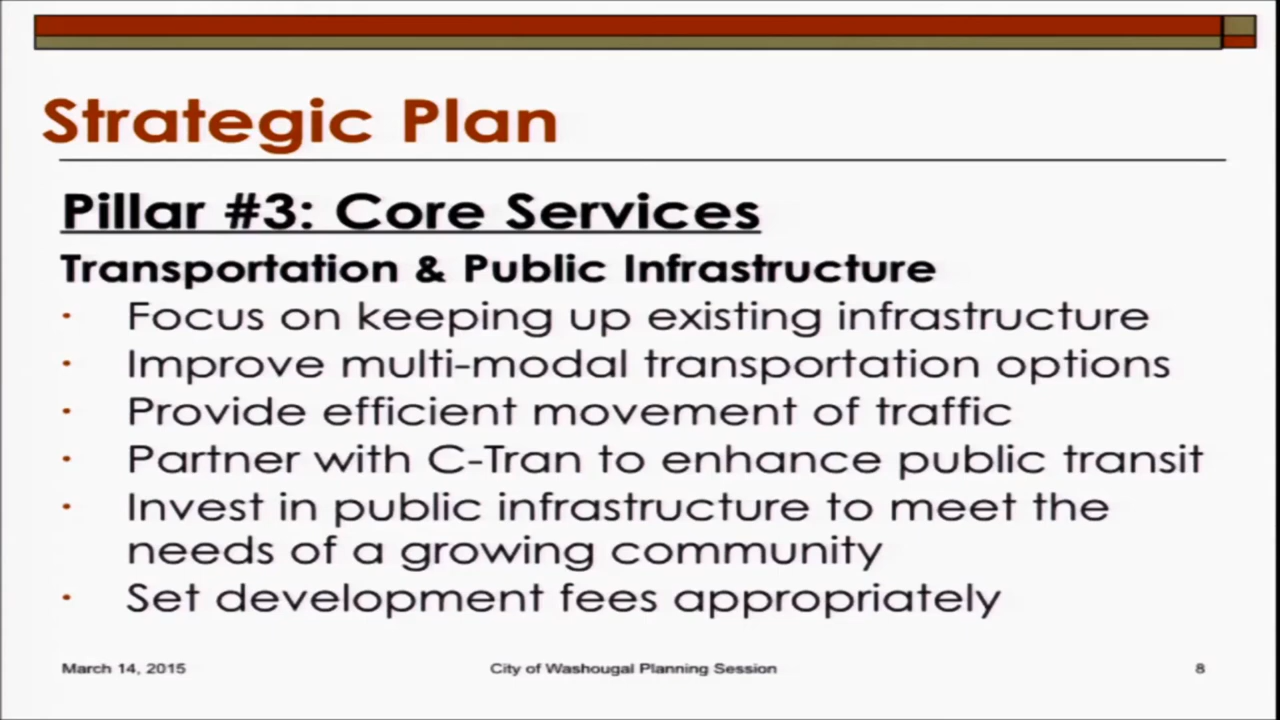 Strategic Plan
Pillar #3: Core Services
Transportation & Public Infrastructure
· Focus on keeping up existing infrastructure
· Improve multi-modal transportation options
· Provide efficient movement of traffic
· Partner with C-Tran to enhance public transit
· Invest in public infrastructure to meet the
needs of a growing community
· Set development fees appropriately
March 14, 2015 City of Washougal Planning Session 8